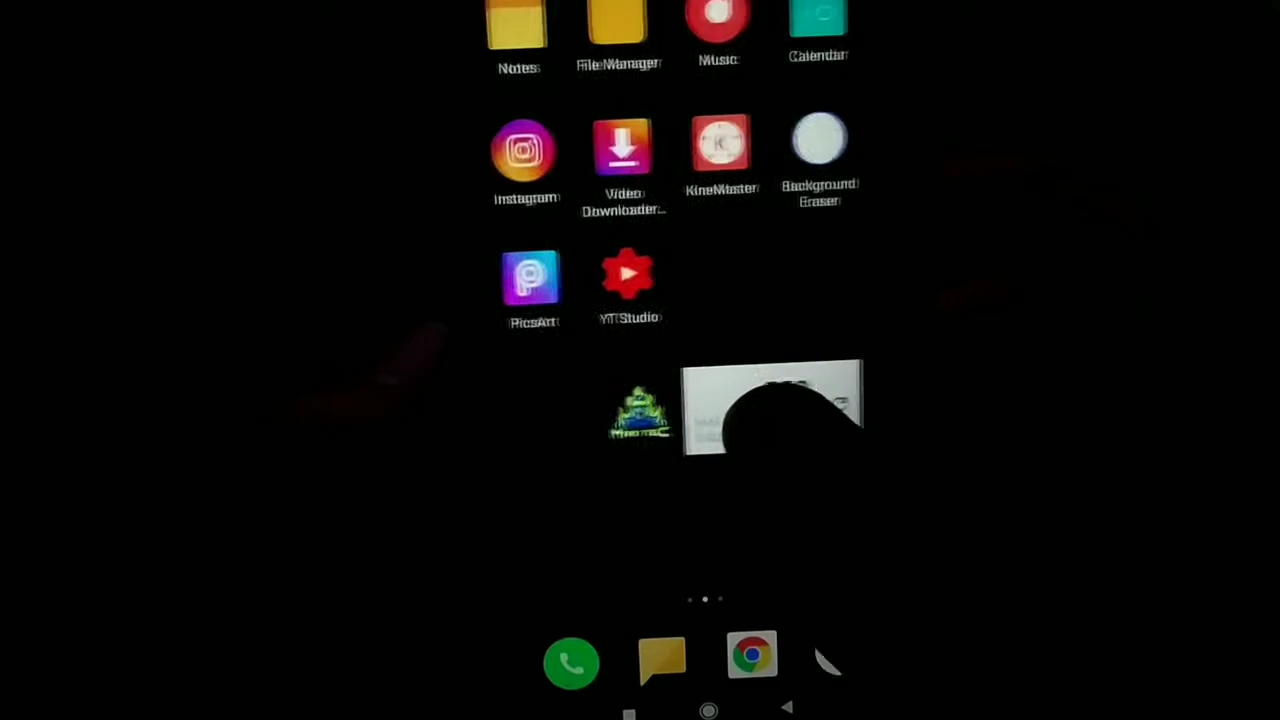 Notes
File Manager
Music
Calendar
Instagram
Video
Downloader...
KineMaster
Background
Eraser
PicsArt
YT Studio